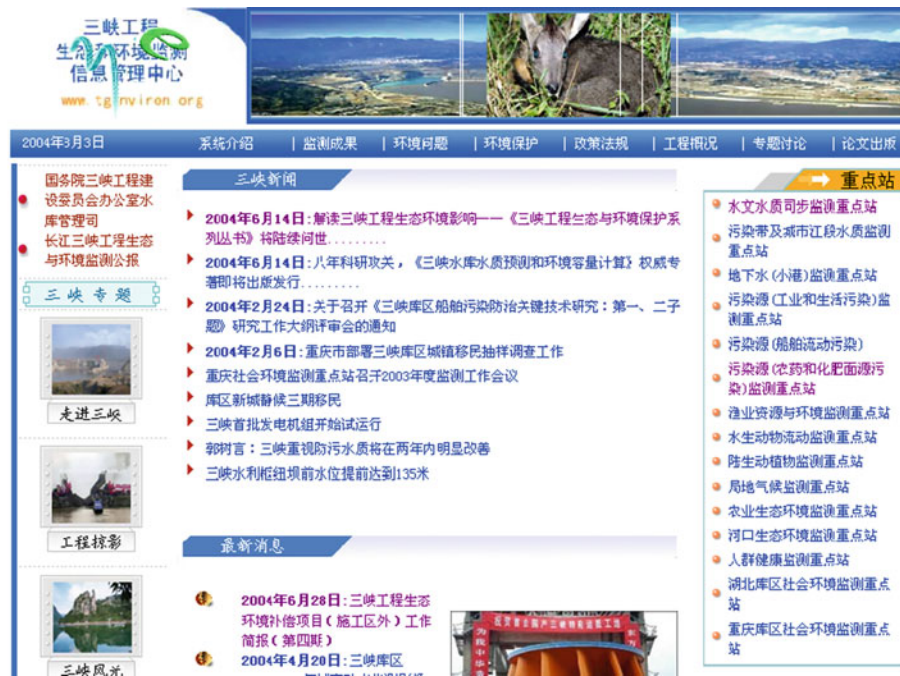 三峡工程
生态和环境监测
信息管理中心
www.tgenviron.org
2004年3月3日
系统介绍 | 监测成果 | 环境问题 | 环境保护 | 政策法规 | 工程概况 | 专题讨论 | 论文出版
国务院三峡工程建
设委员会办公室水
库管理司
长江三峡工程生态
与环境监测公报
三峡专题
走进三峡
工程掠影
三峡风光
三峡新闻
2004年6月14日:解读三峡工程生态环境影响——《三峡工程生态与环境保护系
列丛书》将陆续问世.........
2004年6月14日:八年科研攻关，《三峡水库水质预测和环境容量计算》权威专
著即将出版发行.........
2004年2月24日:关于召开《三峡库区船舶污染防治关键技术研究：第一、二子
题》研究工作大纲评审会的通知
2004年2月6日:重庆市部署三峡库区城镇移民抽样调查工作
重庆社会环境监测重点站召开2003年度监测工作会议
库区新城静候三期移民
三峡首批发电机组开始试运行
郭树言：三峡重视防污水质将在两年内明显改善
三峡水利枢纽坝前水位提前达到135米
最新消息
2004年6月28日:三峡工程生态
环境补偿项目(施工区外)工作
简报(第四期)
2004年4月20日:三峡库区
重点站
水文水质同步监测重点站
污染带及城市江段水质监测
重点站
地下水(小港)监测重点站
污染源(工业和生活污染)监
测重点站
污染源(船舶流动污染)
污染源(农药和化肥面源污
染)监测重点站
渔业资源与环境监测重点站
水生动物流动监测重点站
陆生动植物监测重点站
局地气候监测重点站
农业生态环境监测重点站
河口生态环境监测重点站
人群健康监测重点站
湖北库区社会环境监测重点
站
重庆库区社会环境监测重点
站